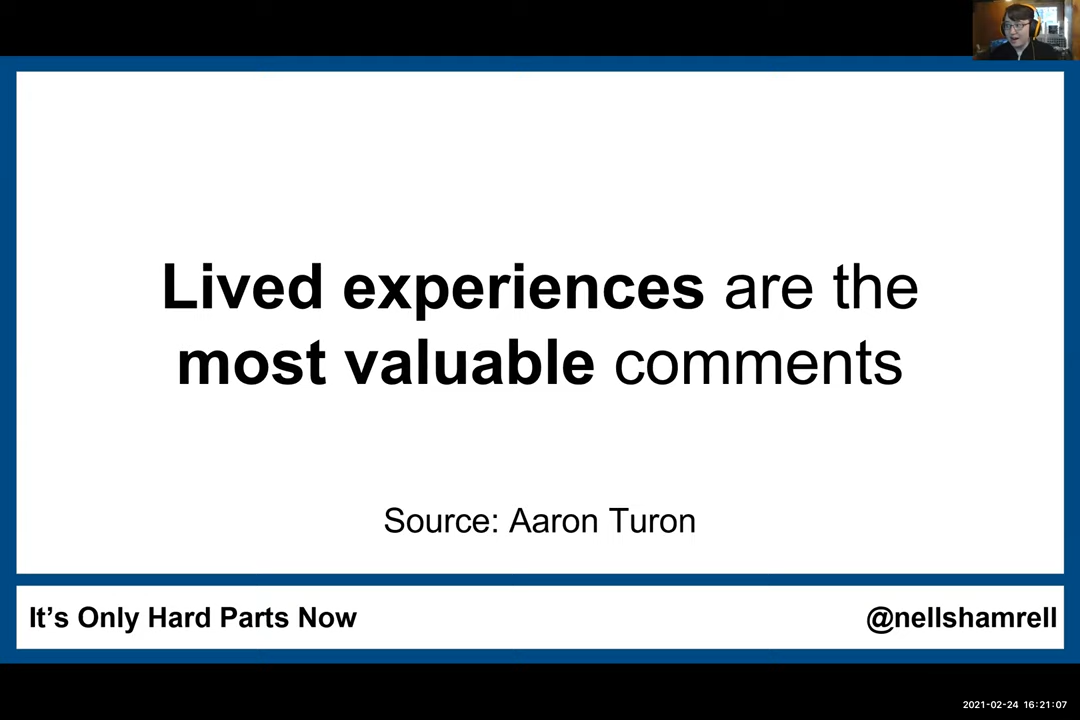 Lived experiences are the
most valuable comments
Source: Aaron Turon
It’s Only Hard Parts Now
@nellshamrell
2021-02-24 16:21:07